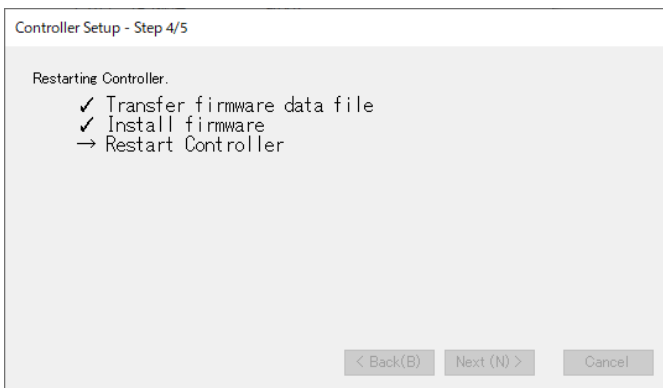 Controller Setup - Step 4/5
Restarting Controller.
✓ Transfer firmware data file
✓ Install firmware
→ Restart Controller
< Back(B) Next (N) > Cancel